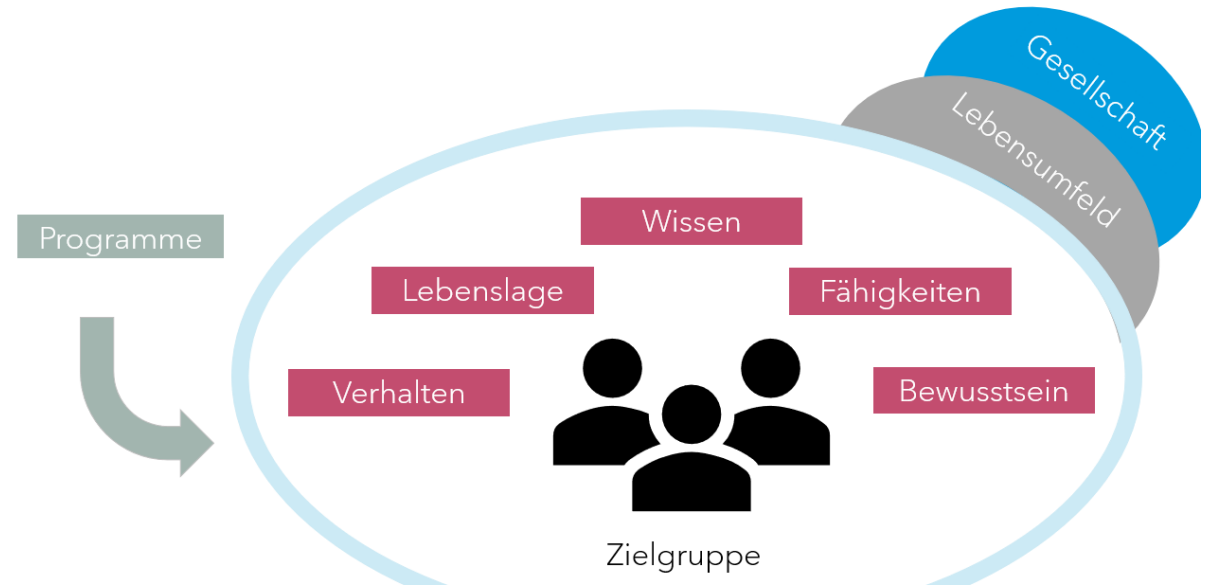 Gesellschaft
Lebensumfeld
Programme
Wissen
Lebenslage
Fähigkeiten
Verhalten
Bewusstsein
Zielgruppe